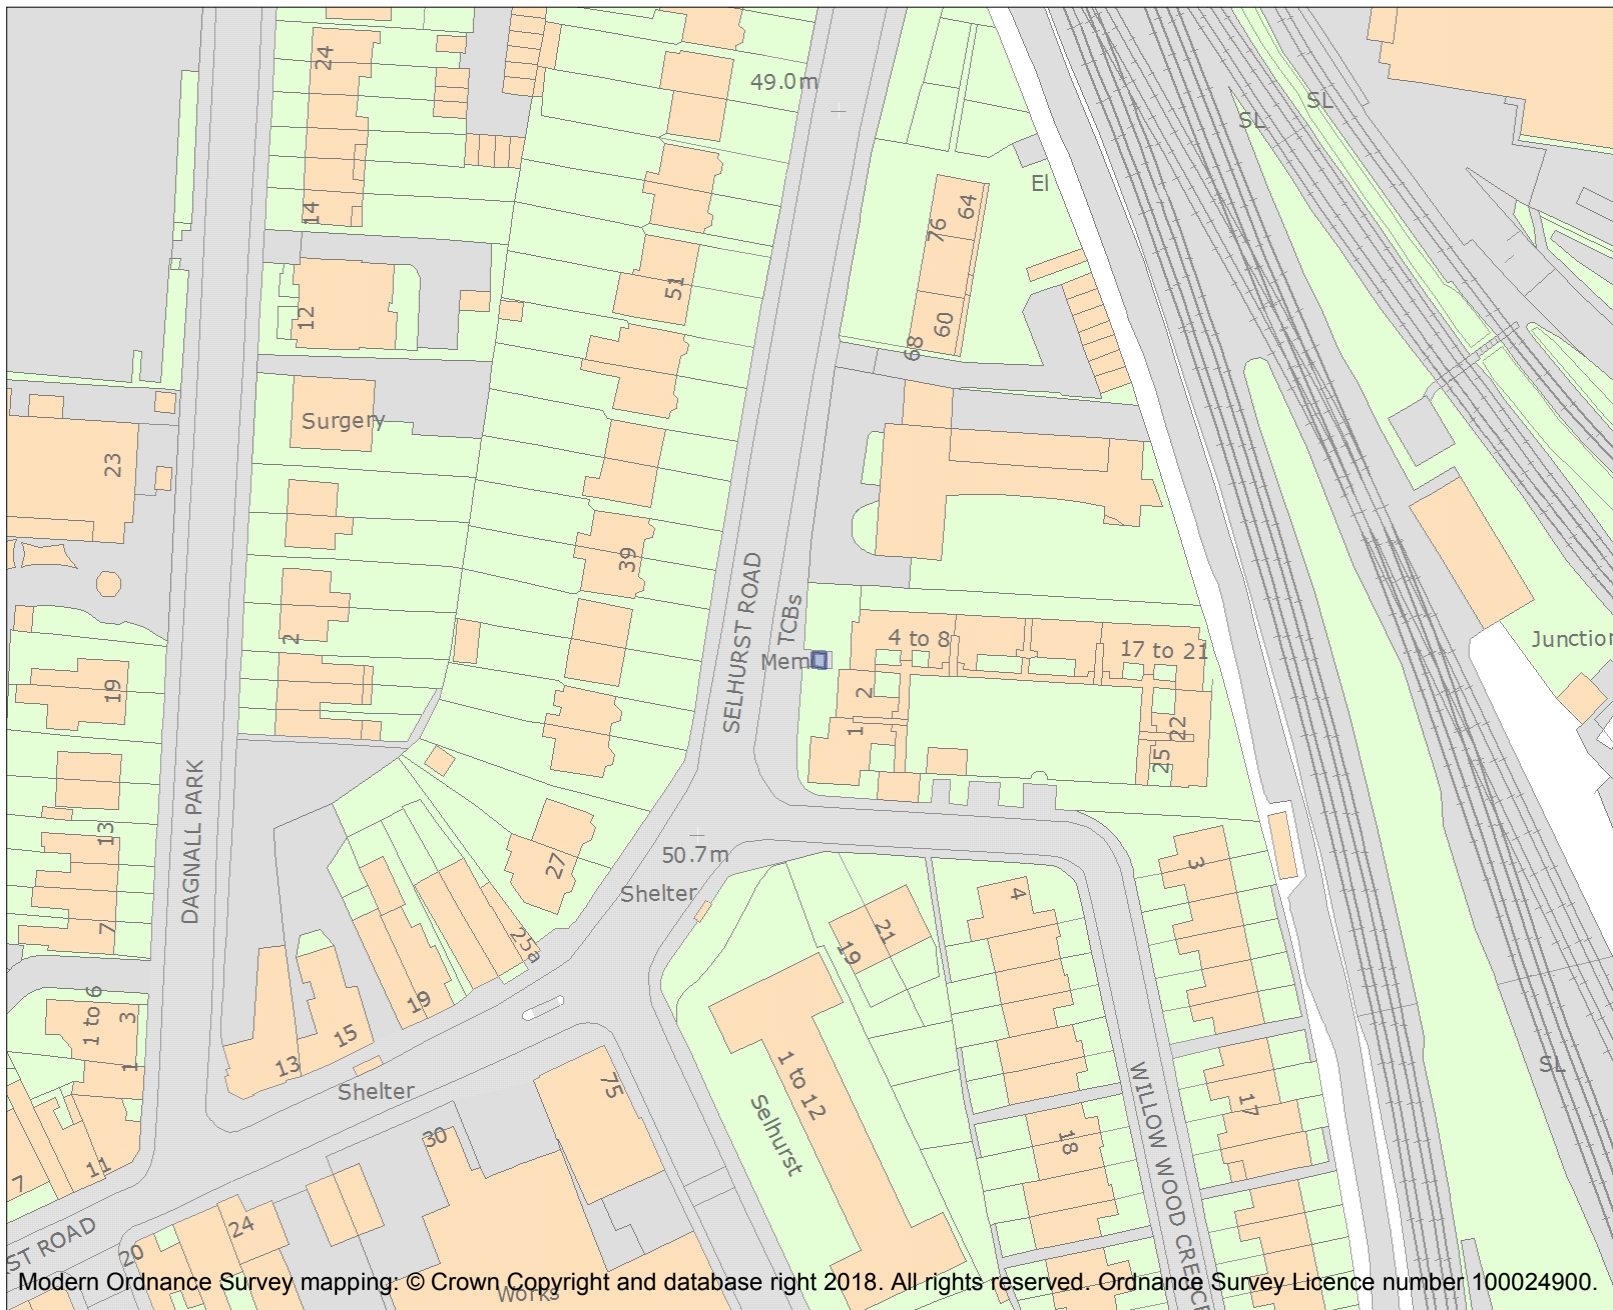 24
49.0m
SL
SL
El
14
76
64
51
12
60
68
Surgery
23
39
SELHURST ROAD
TCBs
4 to 8
17 to 21
Junction
Mem
2
19
2
1
22
25
DAGNALL PARK
13
50.7m
27
3
Shelter
4
7
25a
21
19
19
1 to 6
3
15
13
1
Shelter
SL
75
1 to 12
WILLOW WOOD CRESCE
17
Selhurst
30
18
11
7
24
ST ROAD
20
Works
Modern Ordnance Survey mapping: © Crown Copyright and database right 2018. All rights reserved. Ordnance Survey Licence number 100024900.